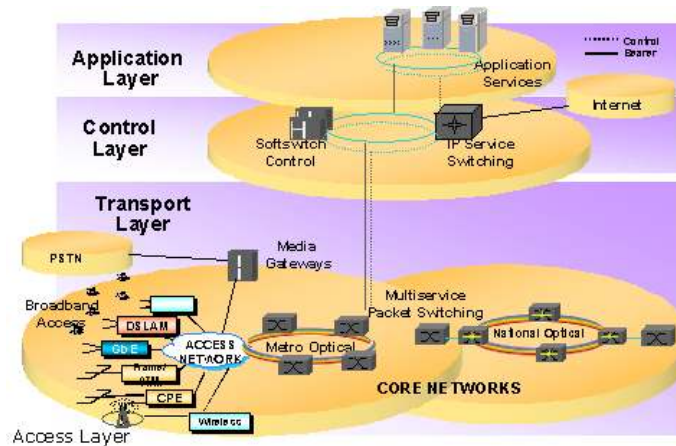 Control
Bearer
Application
Layer
Application
Services
Internet
Control
Layer
Softswitch
Control
IP Service
Switching
Transport
Layer
PSTN
Media
Gateways
Broadband
Access
DSLAM
GbE
Frame/
ATM
CPE
Wireless
ACCESS
NETWORK
Metro Optical
Multiservice
Packet Switching
National Optical
CORE NETWORKS
Access Layer